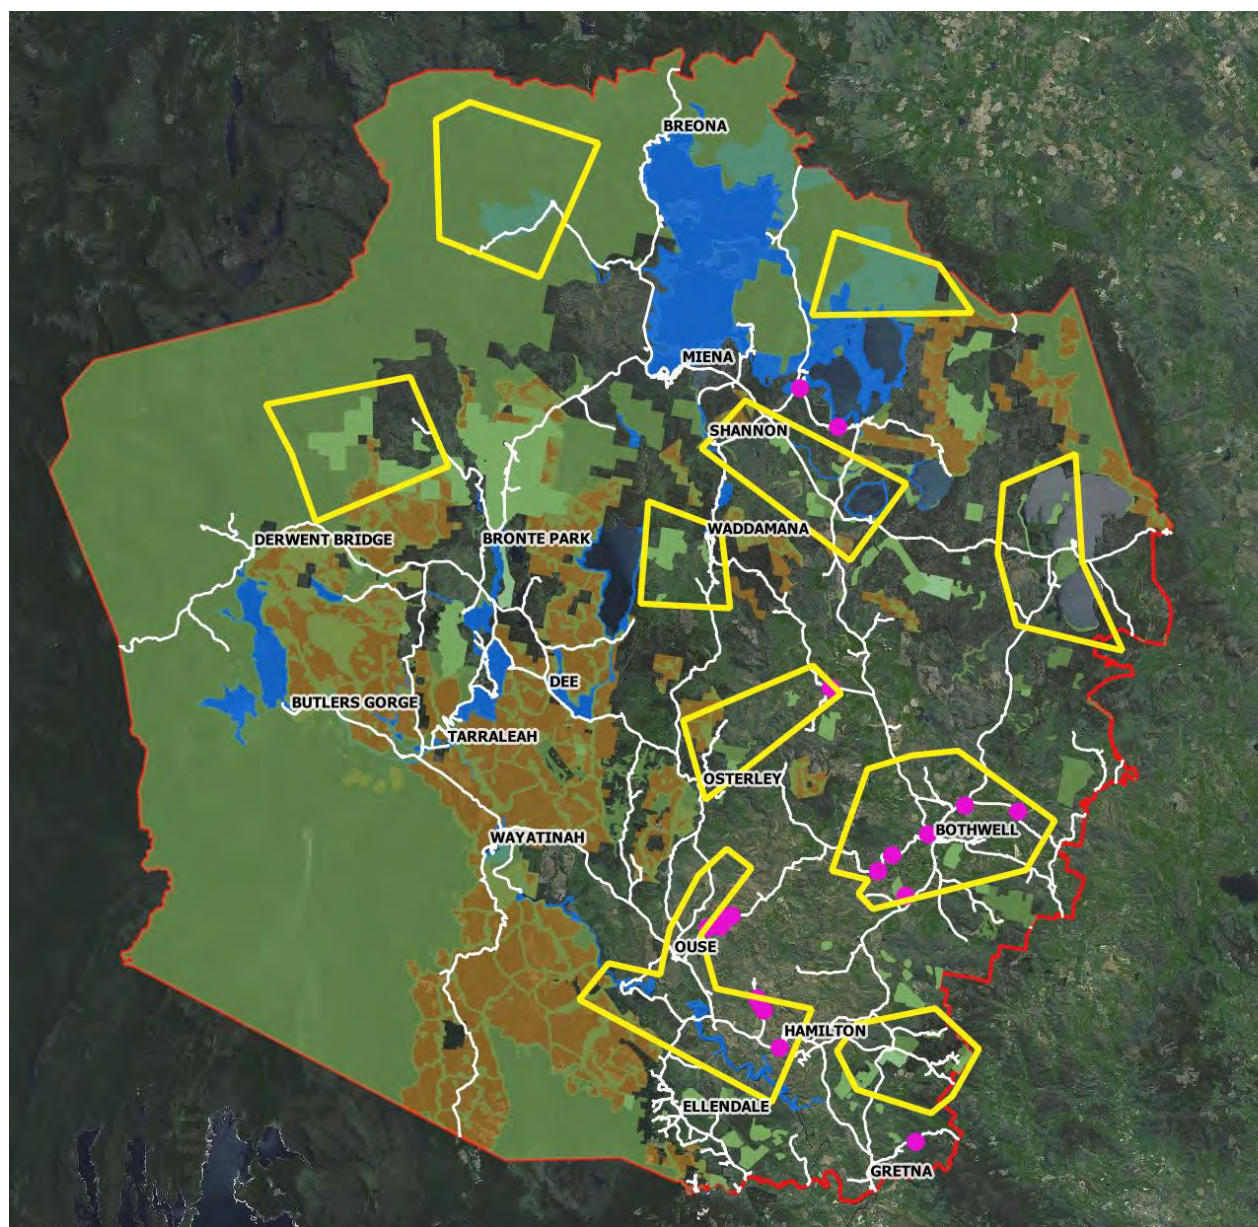 BREONA
MIENA
SHANNON
WADDAMANA
DERWENT BRIDGE
BRONTE PARK
DEE
BUTLERS GORGE
TARRALEAH
OSTERLEY
WAYATINAH
BOTHWELL
OUSE
HAMILTON
ELLENDALE
GRETNA